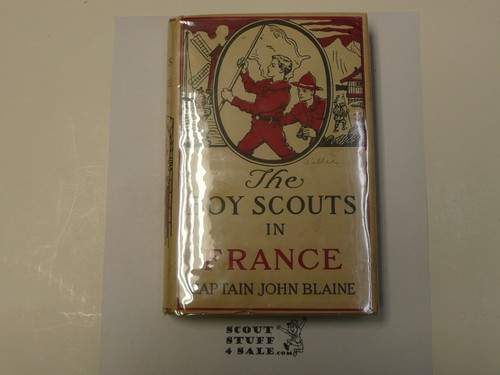 The
BOY SCOUTS
IN
FRANCE
CAPTAIN JOHN BLAINE
SCOUT
STUFF
4 SALE.com